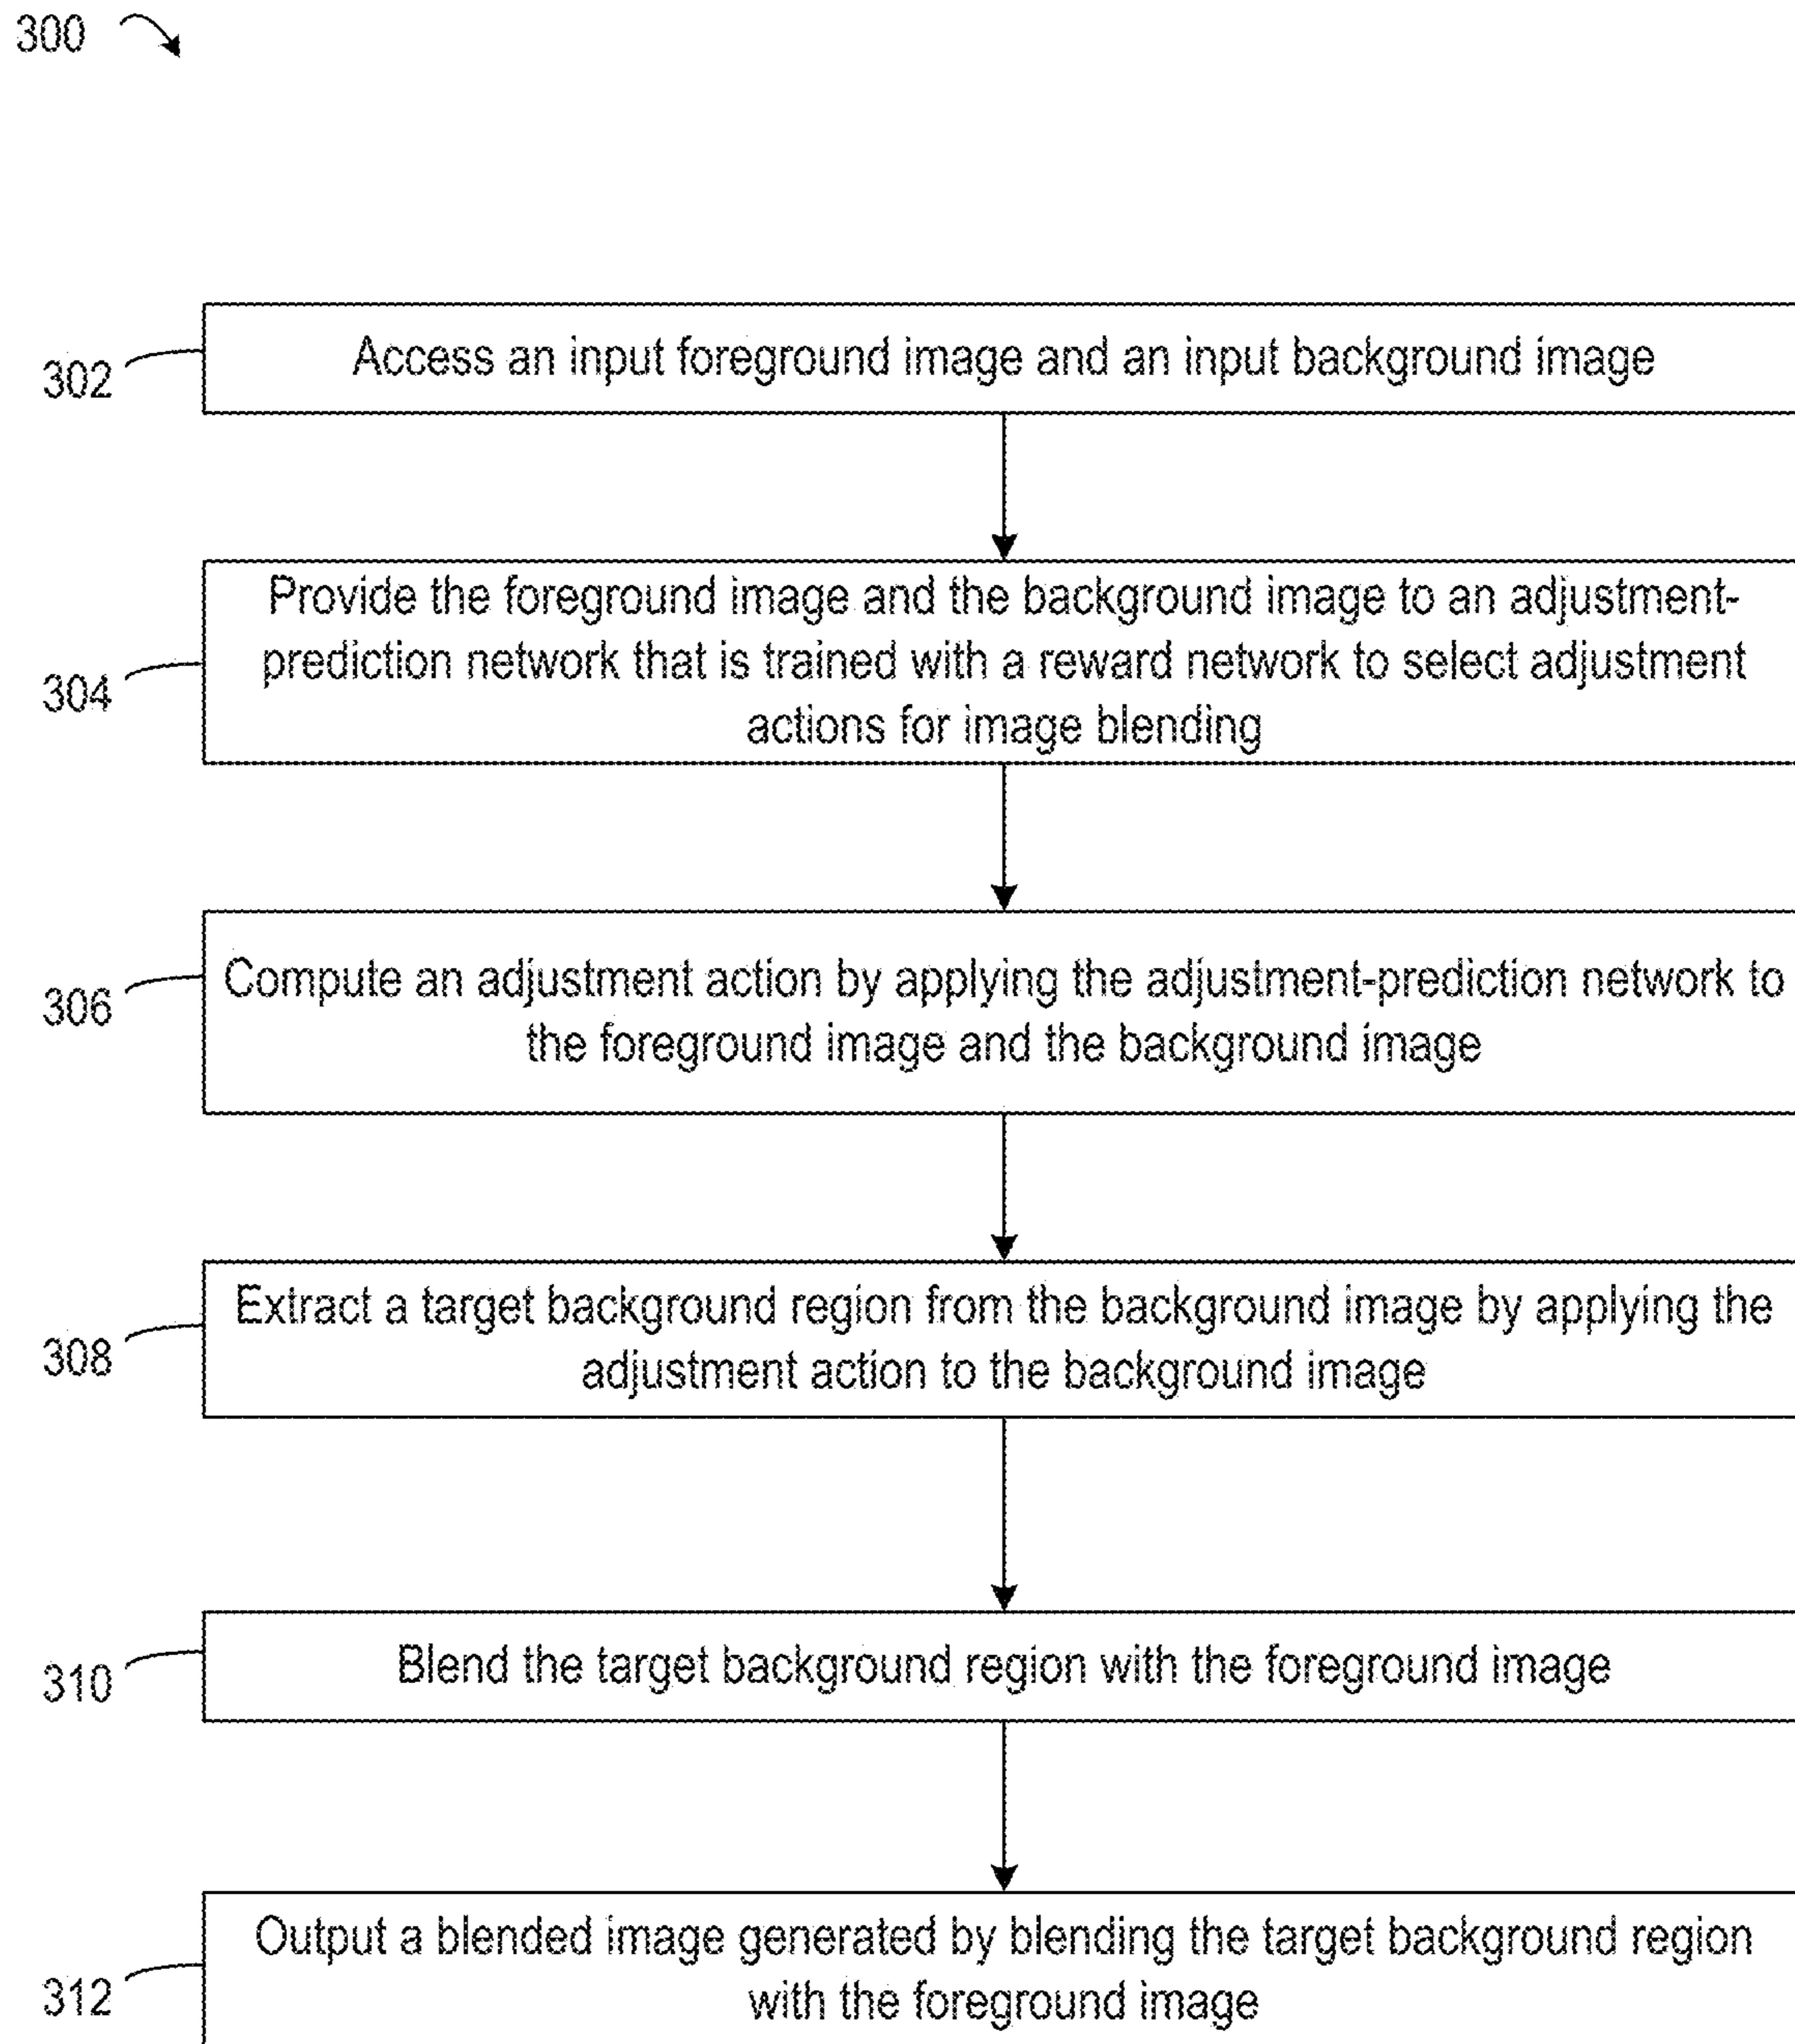 300
302
Access an input foreground image and an input background image
304
Provide the foreground image and the background image to an adjustment-
prediction network that is trained with a reward network to select adjustment
actions for image blending
306
Compute an adjustment action by applying the adjustment-prediction network to
the foreground image and the background image
308
Extract a target background region from the background image by applying the
adjustment action to the background image
310
Blend the target background region with the foreground image
312
Output a blended image generated by blending the target background region
with the foreground image